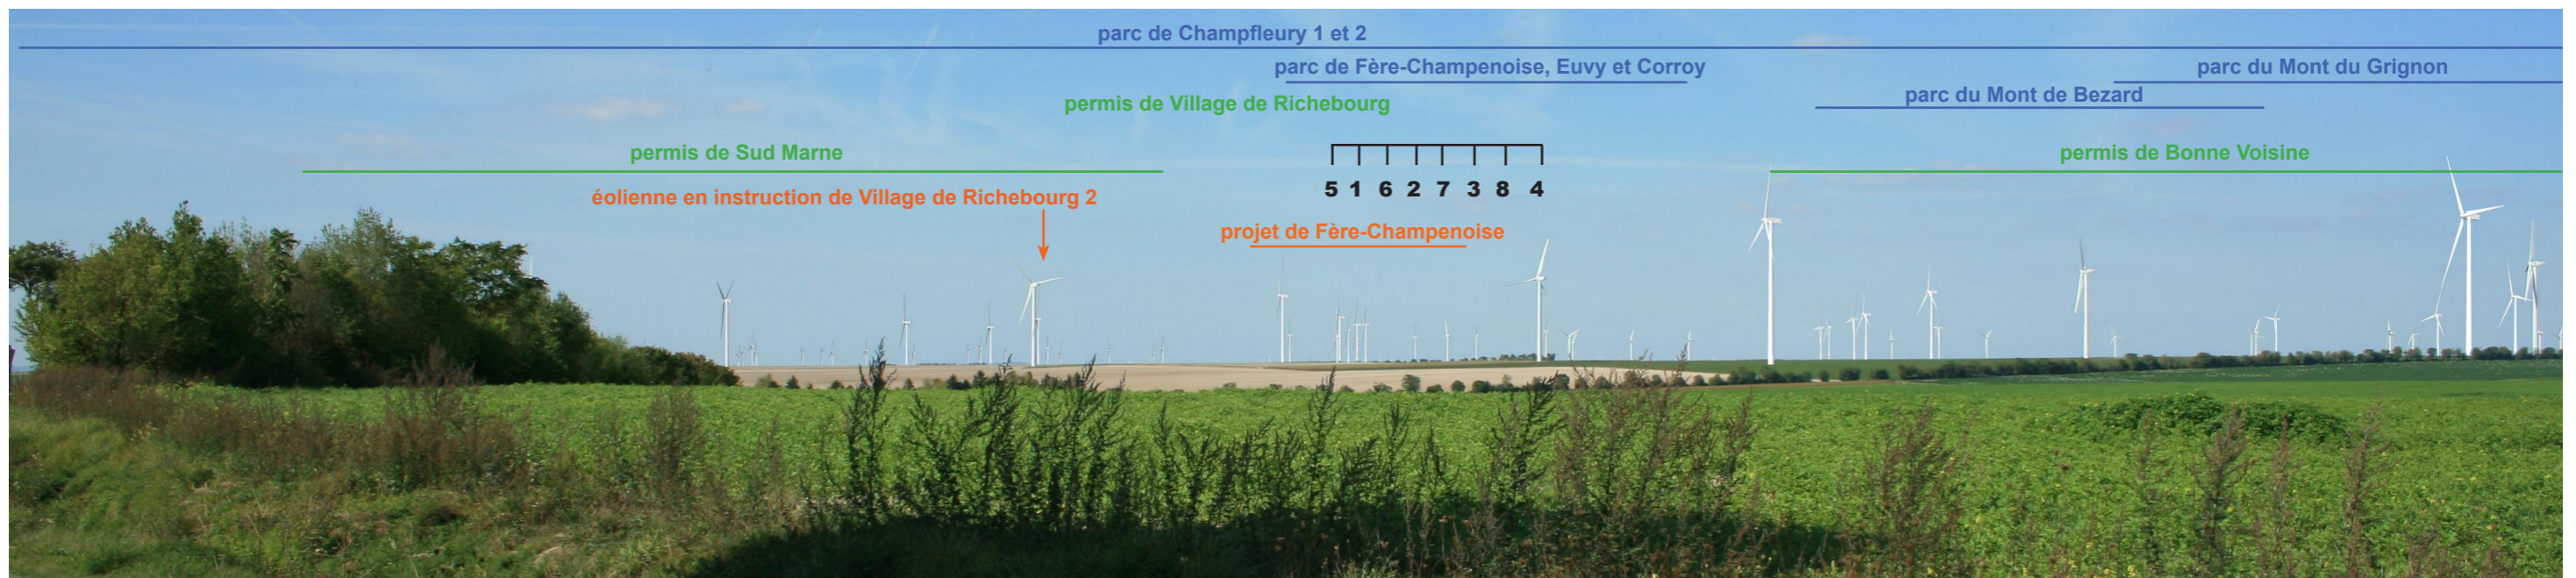 parc de Champfleury 1 et 2
parc de Fère-Champenoise, Euvy et Corroy
parc du Mont du Grignon
parc du Mont de Bezard
permis de Village de Richebourg
permis de Sud Marne
permis de Bonne Voisine
5 1 6 2 7 3 8 4
éolienne en instruction de Village de Richebourg 2
projet de Fère-Champenoise